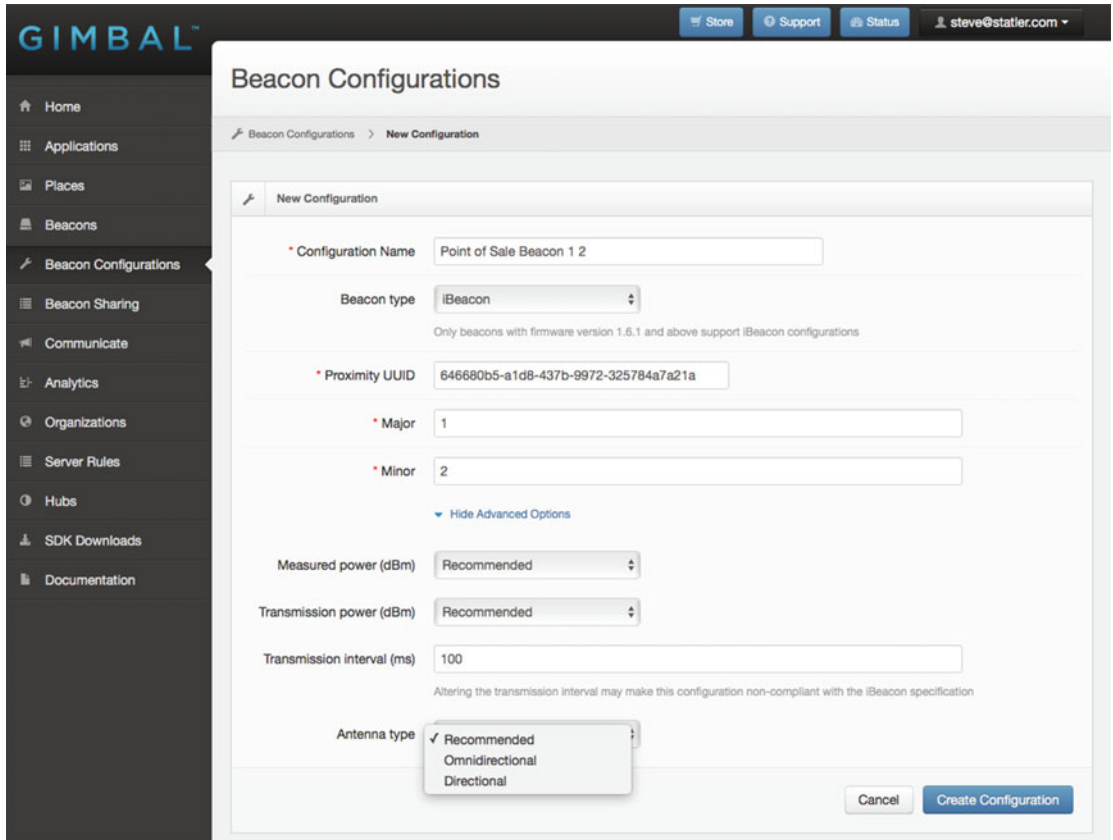 GIMBAL™
Store
Support
Status
steve@statler.com
Home
Applications
Places
Beacons
Beacon Configurations
Beacon Sharing
Communicate
Analytics
Organizations
Server Rules
Hubs
SDK Downloads
Documentation
Beacon Configurations
Beacon Configurations > New Configuration
New Configuration
* Configuration Name Point of Sale Beacon 1 2
Beacon type iBeacon
Only beacons with firmware version 1.6.1 and above support iBeacon configurations
* Proximity UUID 646680b5-a1d8-437b-9972-325784a7a21a
* Major 1
* Minor 2
Hide Advanced Options
Measured power (dBm) Recommended
Transmission power (dBm) Recommended
Transmission interval (ms) 100
Altering the transmission interval may make this configuration non-compliant with the iBeacon specification
Antenna type ✓ Recommended
Omnidirectional
Directional
Cancel
Create Configuration